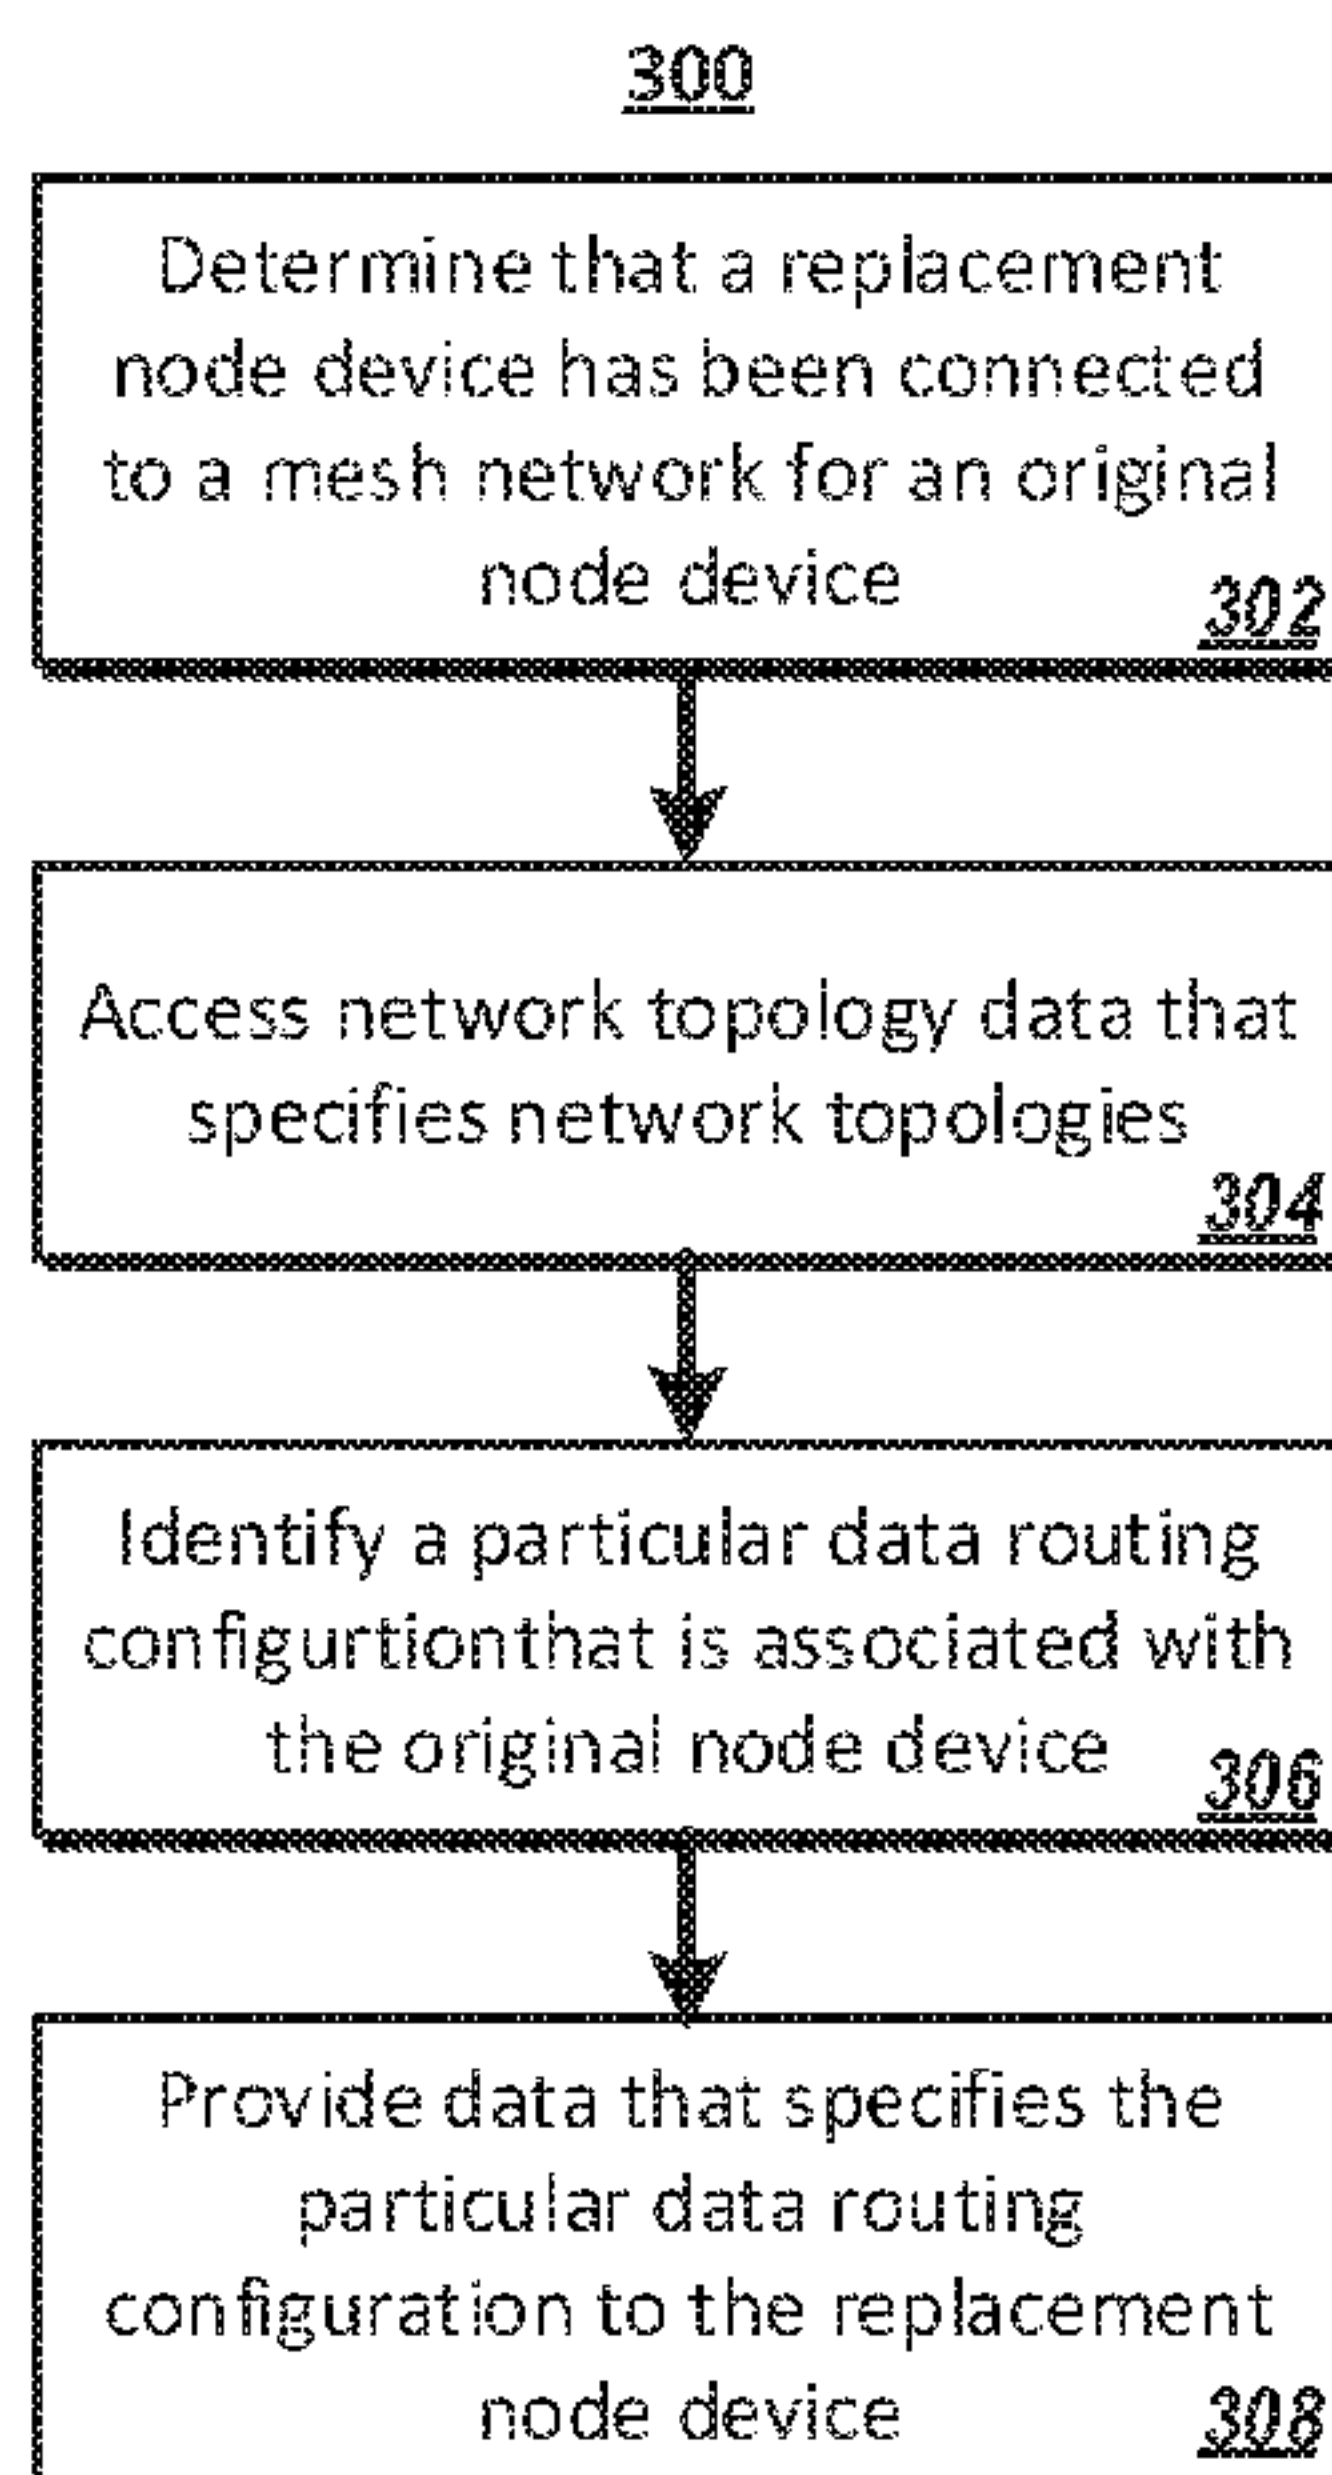 300
Determine that a replacement
node device has been connected
to a mesh network for an original
node device
302
Access network topology data that
specifies network topologies
304
Identify a particular data routing
configurtionthat is associated with
the original node device
306
Provide data that specifies the
particular data routing
configuration to the replacement
node device
308